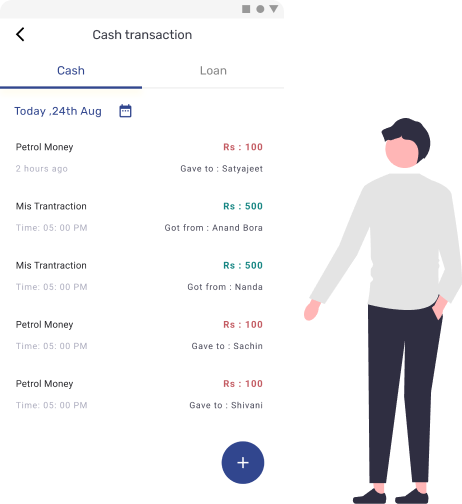 Cash transaction
Cash Loan
Today ,24th Aug
Petrol Money Rs : 100
2 hours ago Gave to : Satyajeet
Mis Trantraction Rs : 500
Time: 05: 00 PM Got from : Anand Bora
Mis Trantraction Rs : 500
Time: 05: 00 PM Got from : Nanda
Petrol Money Rs : 100
Time: 05: 00 PM Gave to : Sachin
Petrol Money Rs : 100
Time: 05: 00 PM Gave to : Shivani
+